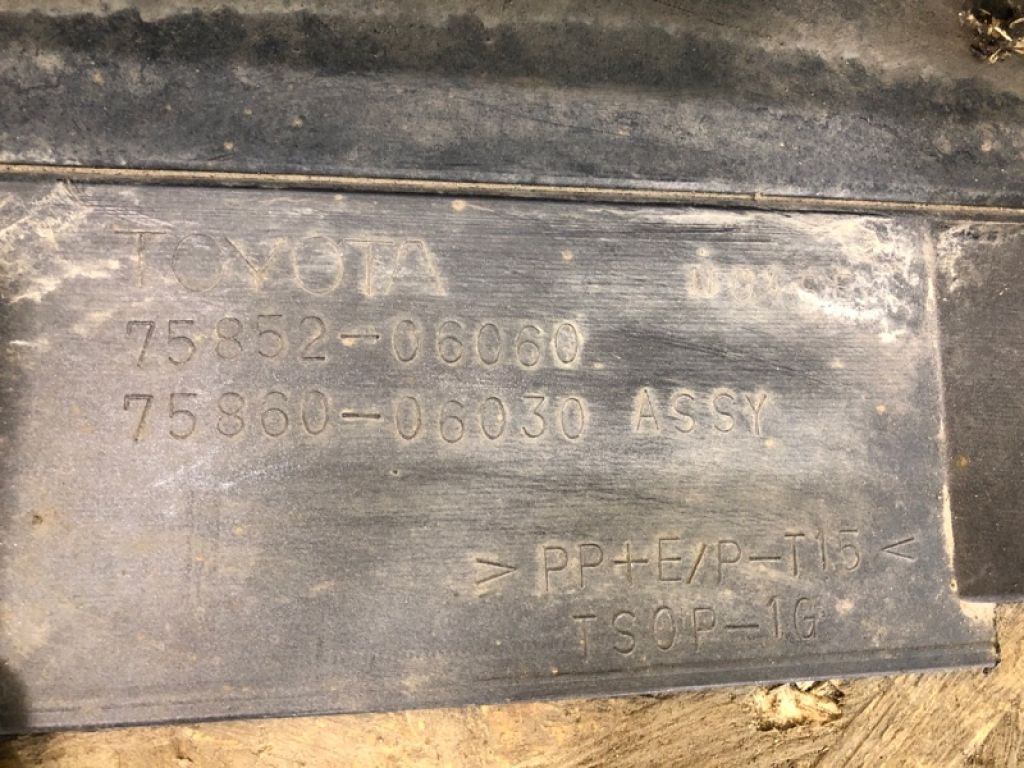 TOYOTA
75852-06060
75860-06030 ASSY
>PP+E/P-T15<
TSOP-1G